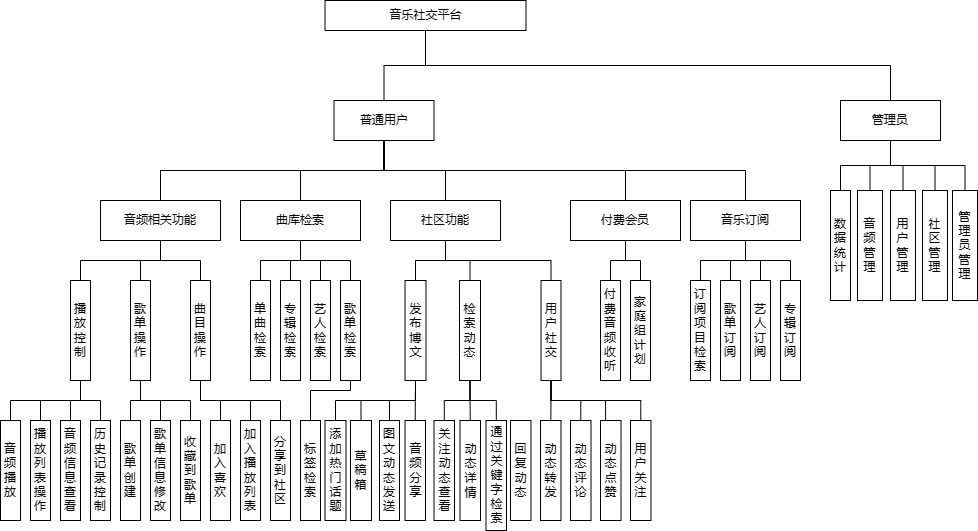 音乐社交平台
普通用户
管理员
音频相关功能
曲库检索
社区功能
付费会员
音乐订阅
数据统计
音频管理
用户管理
社区管理
管理员管理
播放控制
歌单操作
曲目操作
单曲检索
专辑检索
艺人检索
歌单检索
发布博文
检索动态
用户社交
付费音频收听
家庭组计划
订阅项目检索
歌单订阅
艺人订阅
专辑订阅
音频播放
播放列表操作
音频信息查看
历史记录控制
歌单创建
歌单信息修改
收藏到歌单
加入喜欢
加入播放列表
分享到社区
标签检索
添加热门话题
草稿箱
图文动态发送
音频分享
关注动态查看
动态详情
通过关键字检索
回复动态
动态转发
动态评论
动态点赞
用户关注